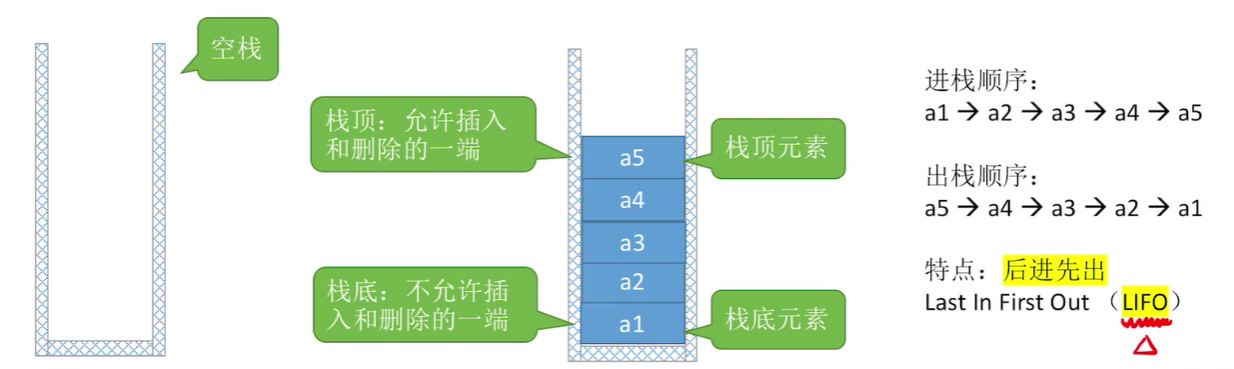 空栈
栈顶：允许插入
和删除的一端
a5
栈顶元素
a4
a3
a2
栈底：不允许插
入和删除的一端
a1
栈底元素
进栈顺序：
a1 → a2 → a3 → a4 → a5
出栈顺序：
a5 → a4 → a3 → a2 → a1
特点：后进先出
Last In First Out （LIFO）